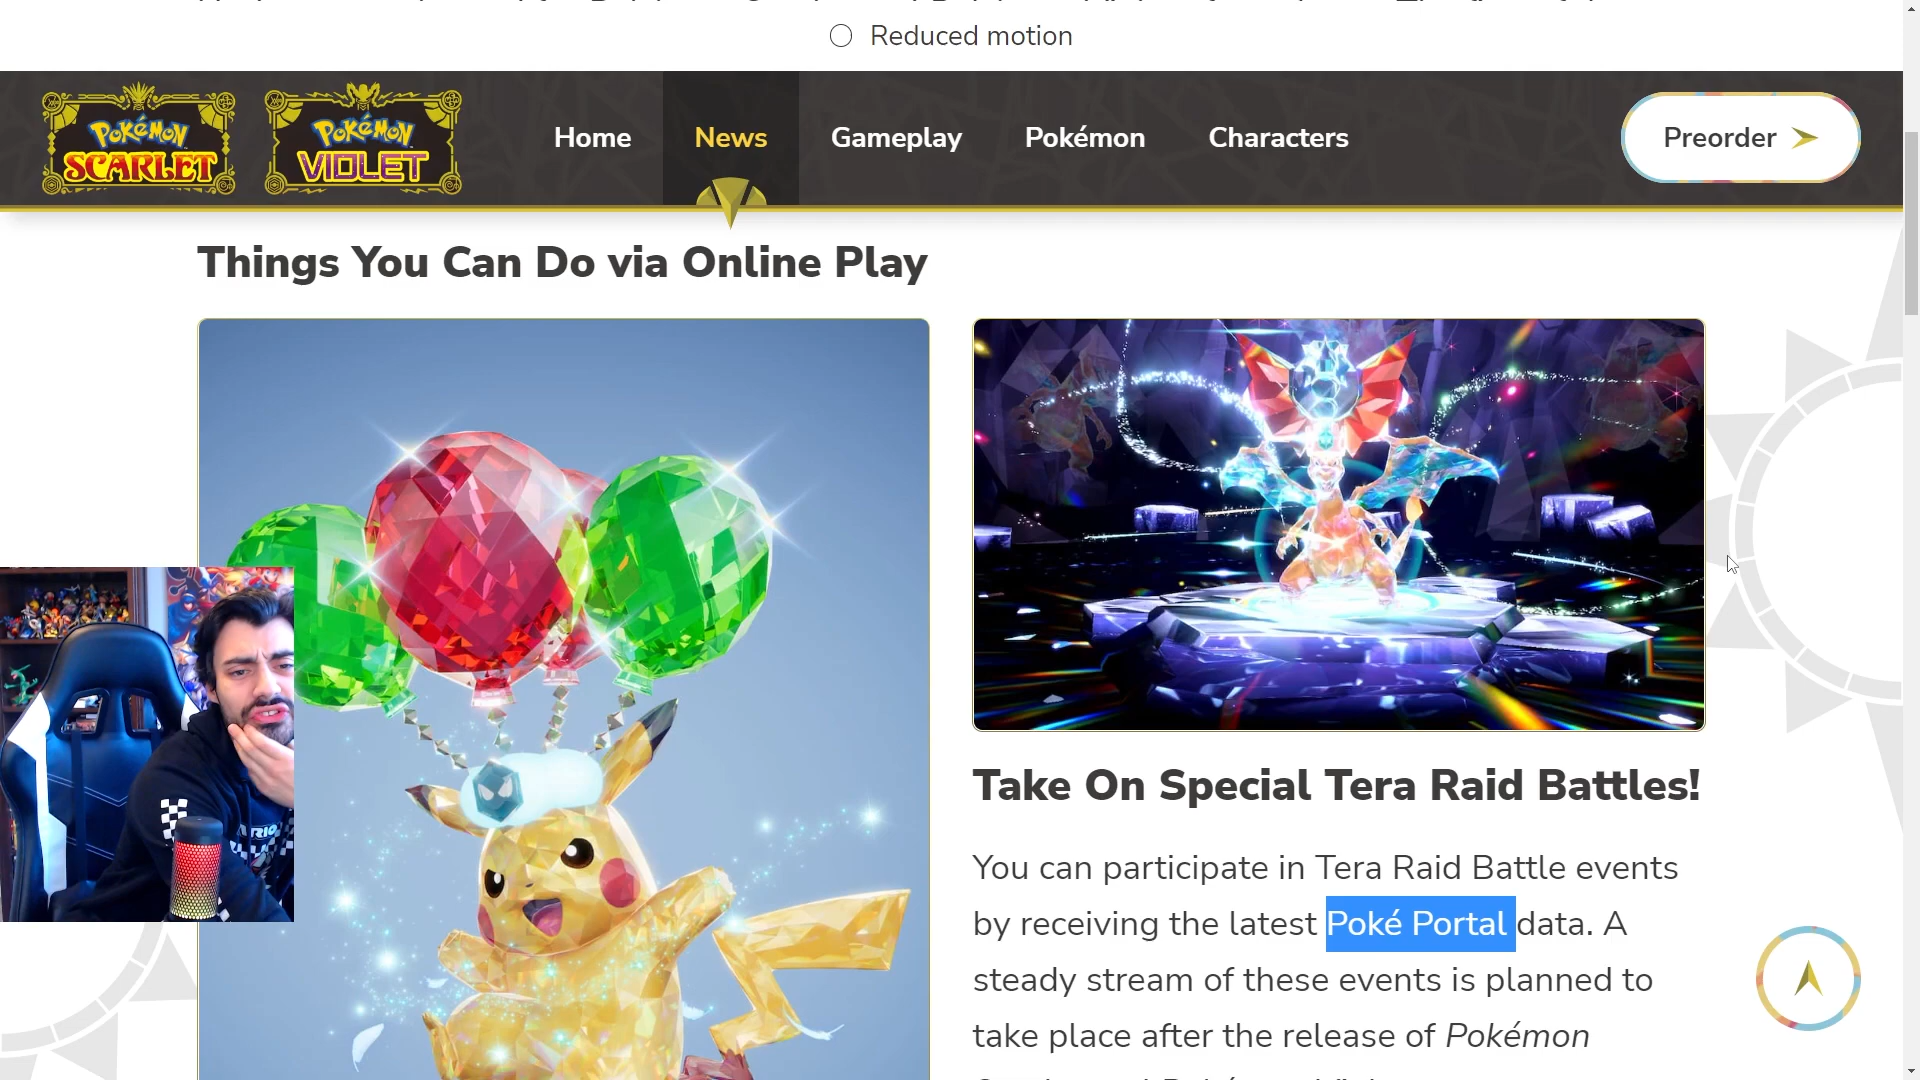 Reduced motion
Pokémon
SCARLET
Pokémon
VIOLET
Home
News
Gameplay
Pokémon
Characters
Preorder
Things You Can Do via Online Play
Take On Special Tera Raid Battles!
You can participate in Tera Raid Battle events
by receiving the latest Poké Portal data. A
steady stream of these events is planned to
take place after the release of Pokémon